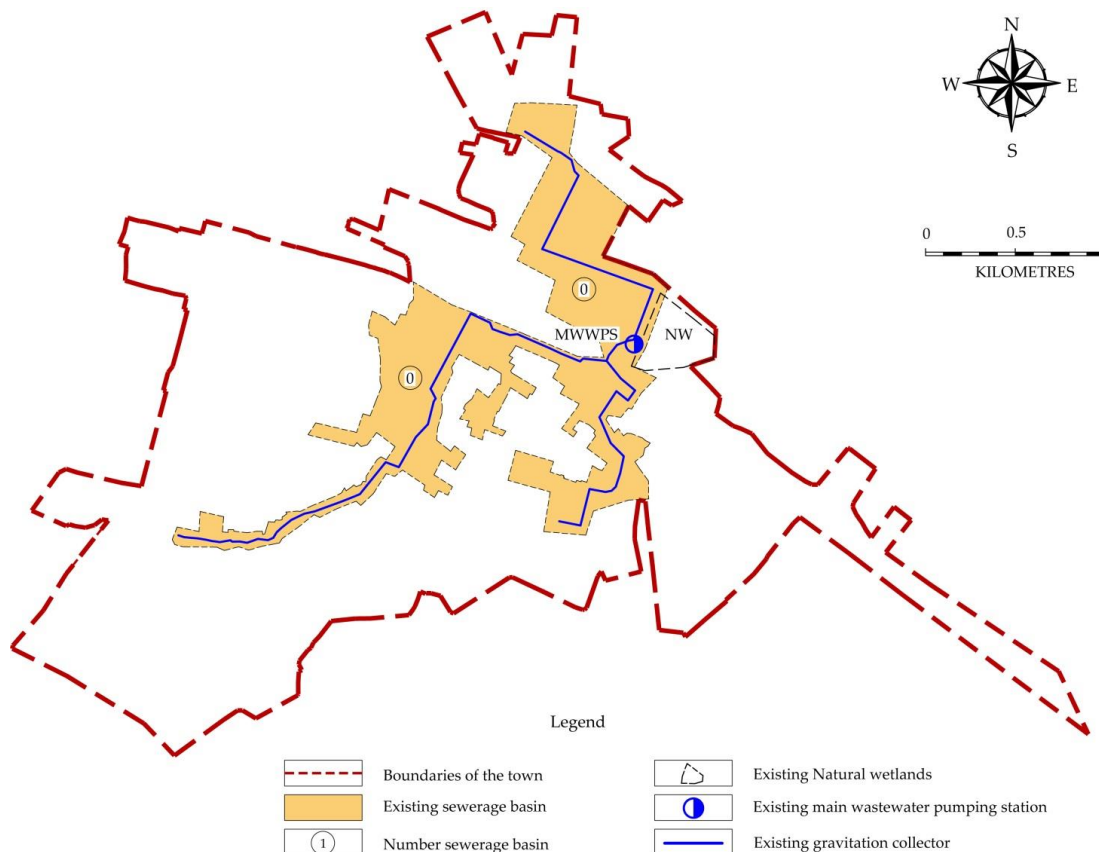 N
W E
S
0 0.5
KILOMETRES
0
MWWPS NW
0
Legend
Boundaries of the town
Existing sewerage basin
1 Number sewerage basin
Existing Natural wetlands
Existing main wastewater pumping station
Existing gravitation collector